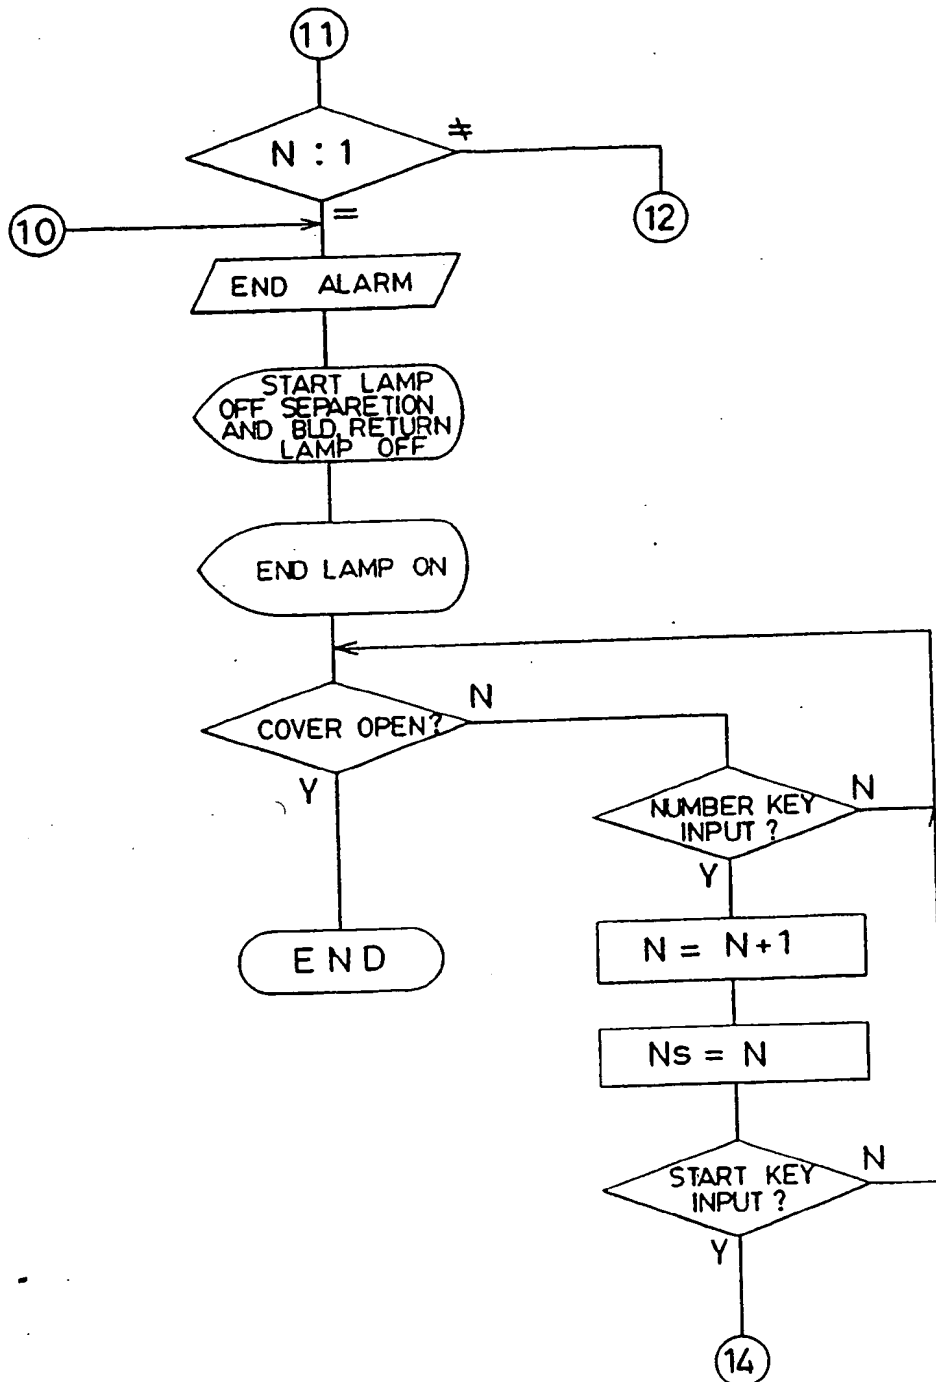 11
N : 1
≠
=
10
12
END ALARM
START LAMP
OFF SEPARETION
AND BLD. RETURN
LAMP OFF
END LAMP ON
COVER OPEN?
N
Y
NUMBER KEY
INPUT ?
N
Y
END
N = N+1
Ns = N
START KEY
INPUT ?
N
Y
14